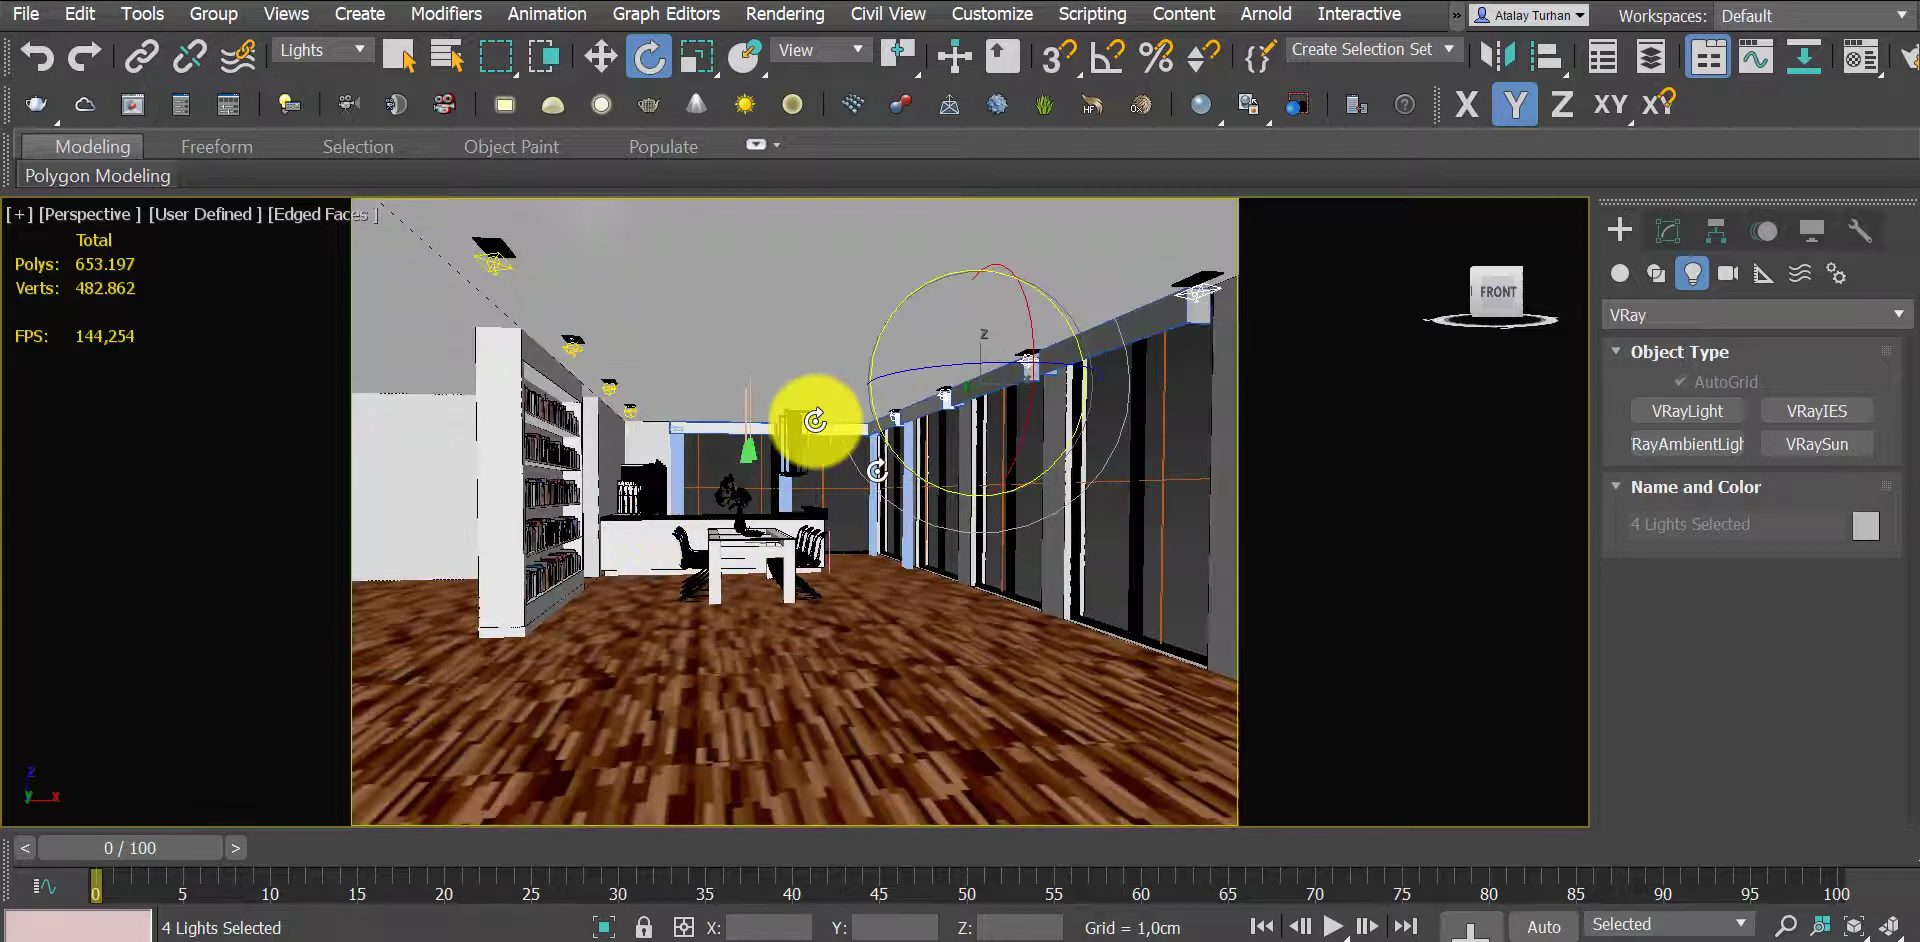 File Edit Tools Group Views Create Modifiers Animation Graph Editors Rendering Civil View Customize Scripting Content Arnold Interactive » Atalay Turhan Workspaces: Default
Lights View 3 Create Selection Set
HF X Y Z XY XY
Modeling Freeform Selection Object Paint Populate
Polygon Modeling
[+] [Perspective ] [User Defined ] [Edged Faces ]
Total
Polys: 653.197
Verts: 482.862
FPS: 144,254
z
FRONT
VRay
Object Type
AutoGrid
VRayLight VRayIES
RayAmbientLigh VRaySun
Name and Color
4 Lights Selected
z
y x
< 0 / 100 >
0 5 10 15 20 25 30 35 40 45 50 55 60 65 70 75 80 85 90 95 100
4 Lights Selected X: Y: Z: Grid = 1,0cm Auto Selected